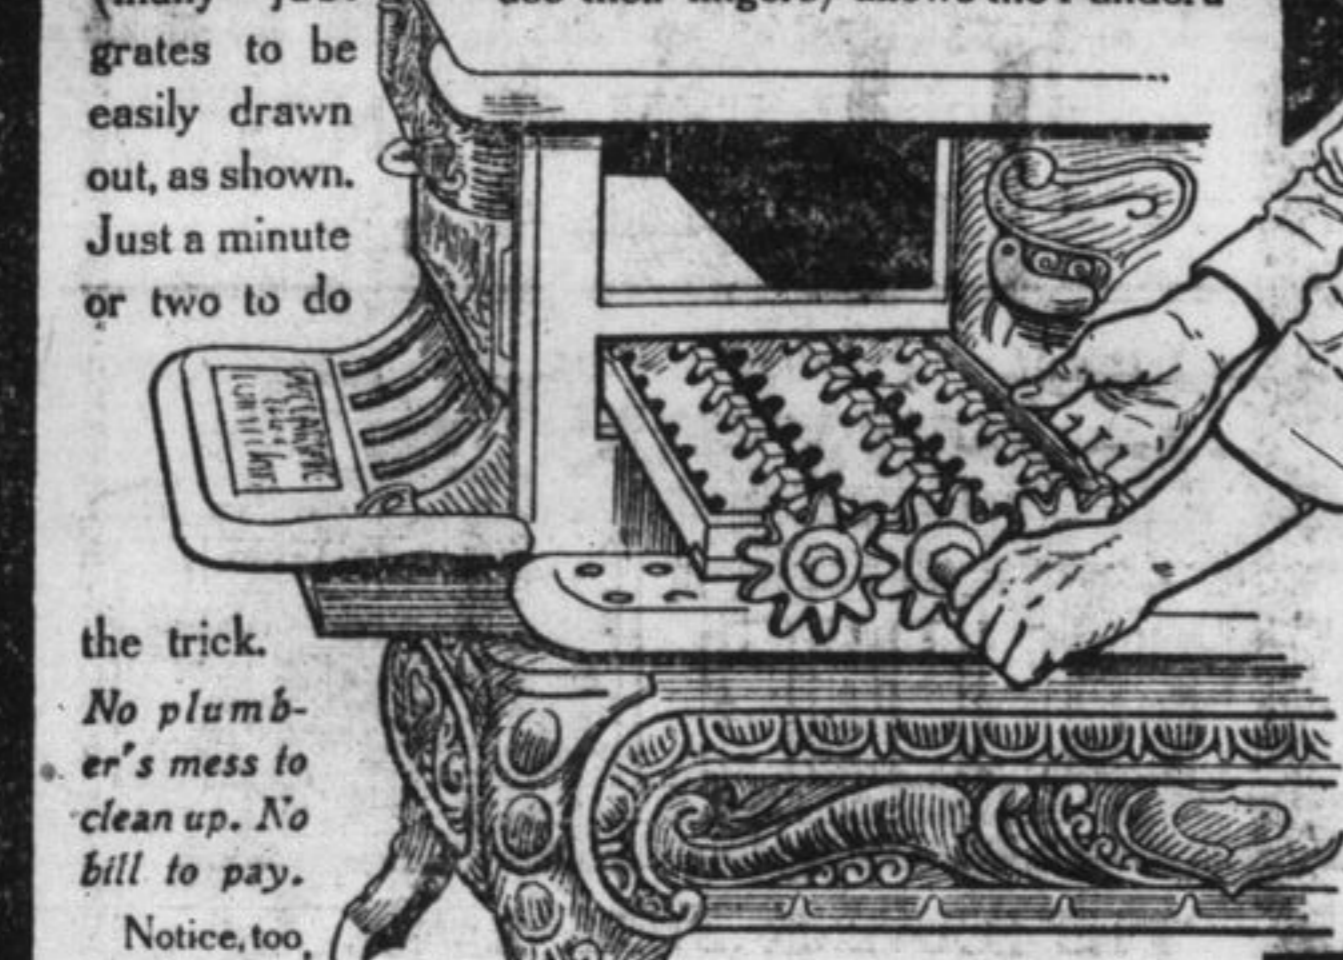 grates to be
easily drawn
out, as shown.
Just a minute
or two to do
the trick.
No plumb-
er's mess to
clean up. No
bill to pay.
Notice, too,